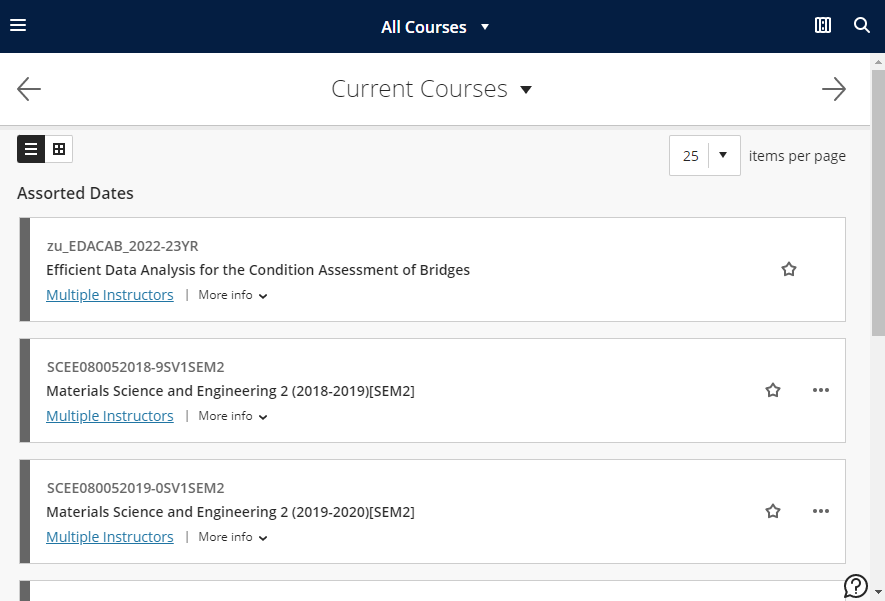 All Courses
Current Courses
25
items per page
Assorted Dates
zu_EDACAB_2022-23YR
Efficient Data Analysis for the Condition Assessment of Bridges
Multiple Instructors | More info
SCEE080052018-9SV1SEM2
Materials Science and Engineering 2 (2018-2019)[SEM2]
Multiple Instructors | More info
SCEE080052019-0SV1SEM2
Materials Science and Engineering 2 (2019-2020)[SEM2]
Multiple Instructors | More info